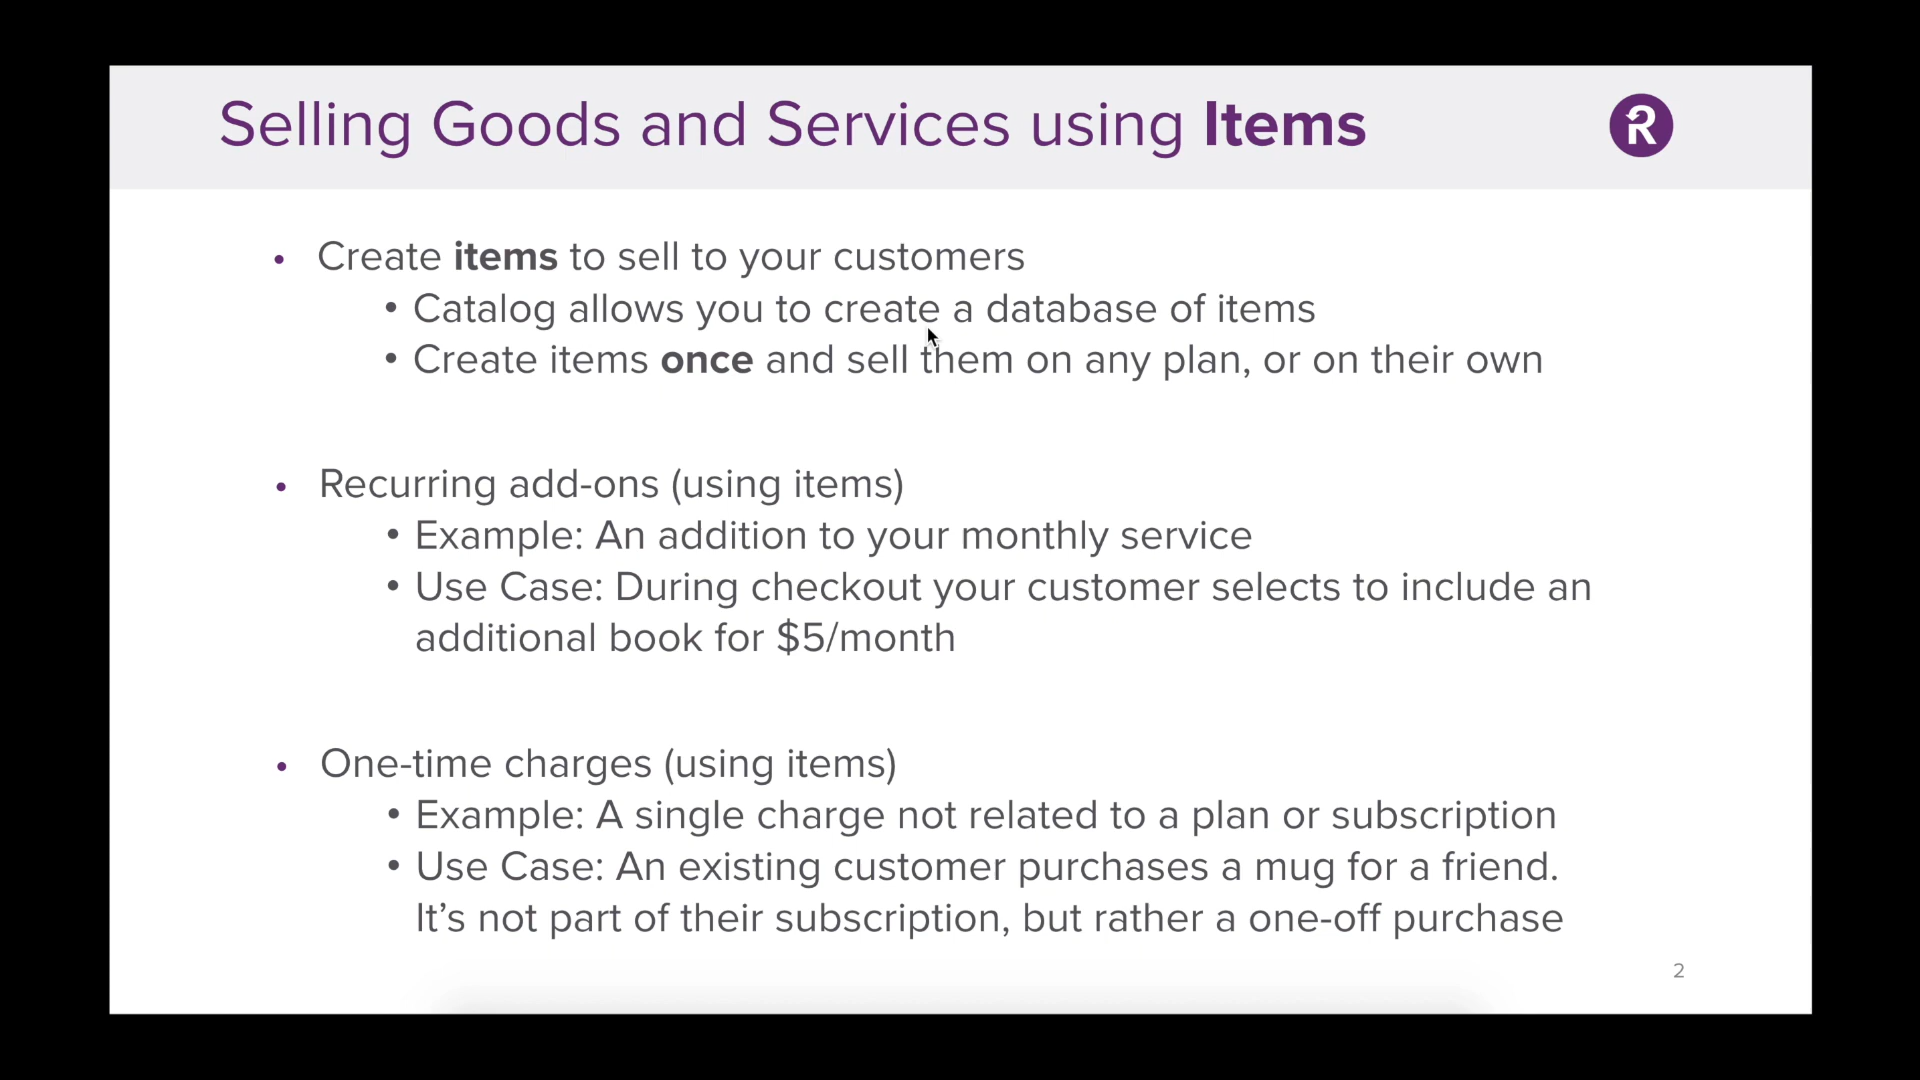 Selling Goods and Services using Items
R
• Create items to sell to your customers
• Catalog allows you to create a database of items
• Create items once and sell them on any plan, or on their own
• Recurring add-ons (using items)
• Example: An addition to your monthly service
• Use Case: During checkout your customer selects to include an
additional book for $5/month
• One-time charges (using items)
• Example: A single charge not related to a plan or subscription
• Use Case: An existing customer purchases a mug for a friend.
It’s not part of their subscription, but rather a one-off purchase
2